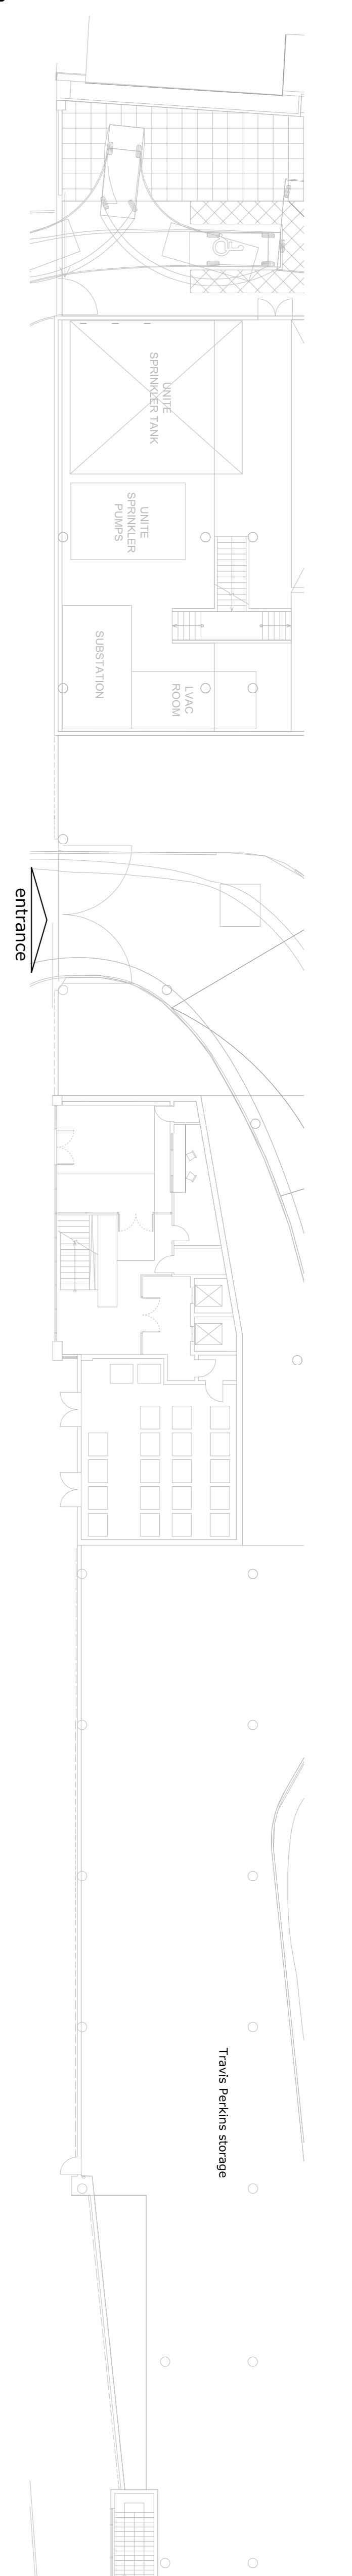 UNITE
SPRINKLER TANK
UNITE
SPRINKLER
PUMPS
SUBSTATION
LVAC
ROOM
entrance
Travis Perkins storage